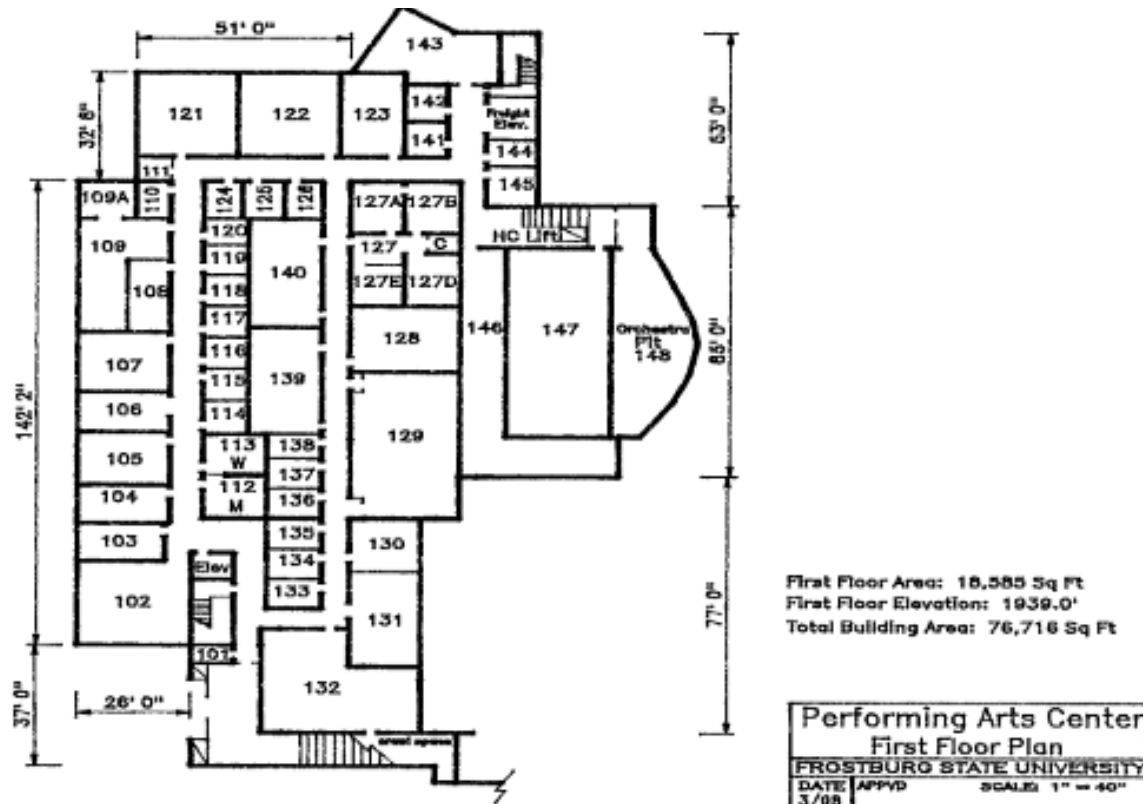 51' 0"
143
32' 6"
121
122
123
142
141
Freight
Elev.
144
145
53' 0"
111
109A
110
124
125
126
127A
127B
120
127
C
HC Lift
109
119
140
108
118
127E
127D
117
146
147
Orchestra
Pit
148
107
116
128
65' 0"
115
139
106
114
142' 2"
129
105
113
W
138
137
112
M
104
136
135
130
103
134
Elev
133
102
131
77' 0"
101
132
26' 0"
37' 0"
First Floor Area: 18,585 Sq Ft
First Floor Elevation: 1939.0'
Total Building Area: 76,716 Sq Ft
Performing Arts Center
First Floor Plan
FROSTBURG STATE UNIVERSITY
DATE APPVD SCALE: 1" = 40"
3/08